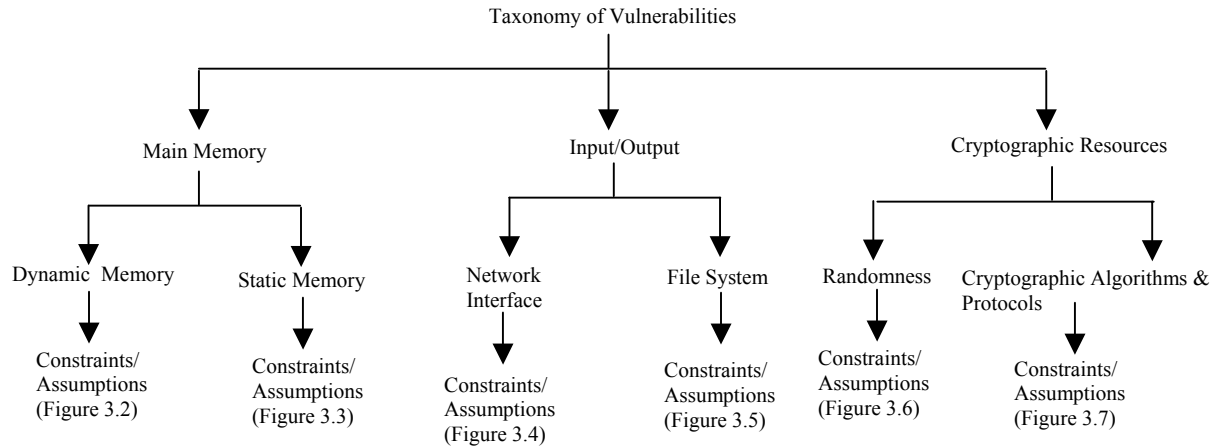 Taxonomy of Vulnerabilities
Main Memory
Input/Output
Cryptographic Resources
Dynamic Memory
Static Memory
Network
Interface
File System
Randomness
Cryptographic Algorithms &
Protocols
Constraints/
Assumptions
(Figure 3.2)
Constraints/
Assumptions
(Figure 3.3)
Constraints/
Assumptions
(Figure 3.4)
Constraints/
Assumptions
(Figure 3.5)
Constraints/
Assumptions
(Figure 3.6)
Constraints/
Assumptions
(Figure 3.7)